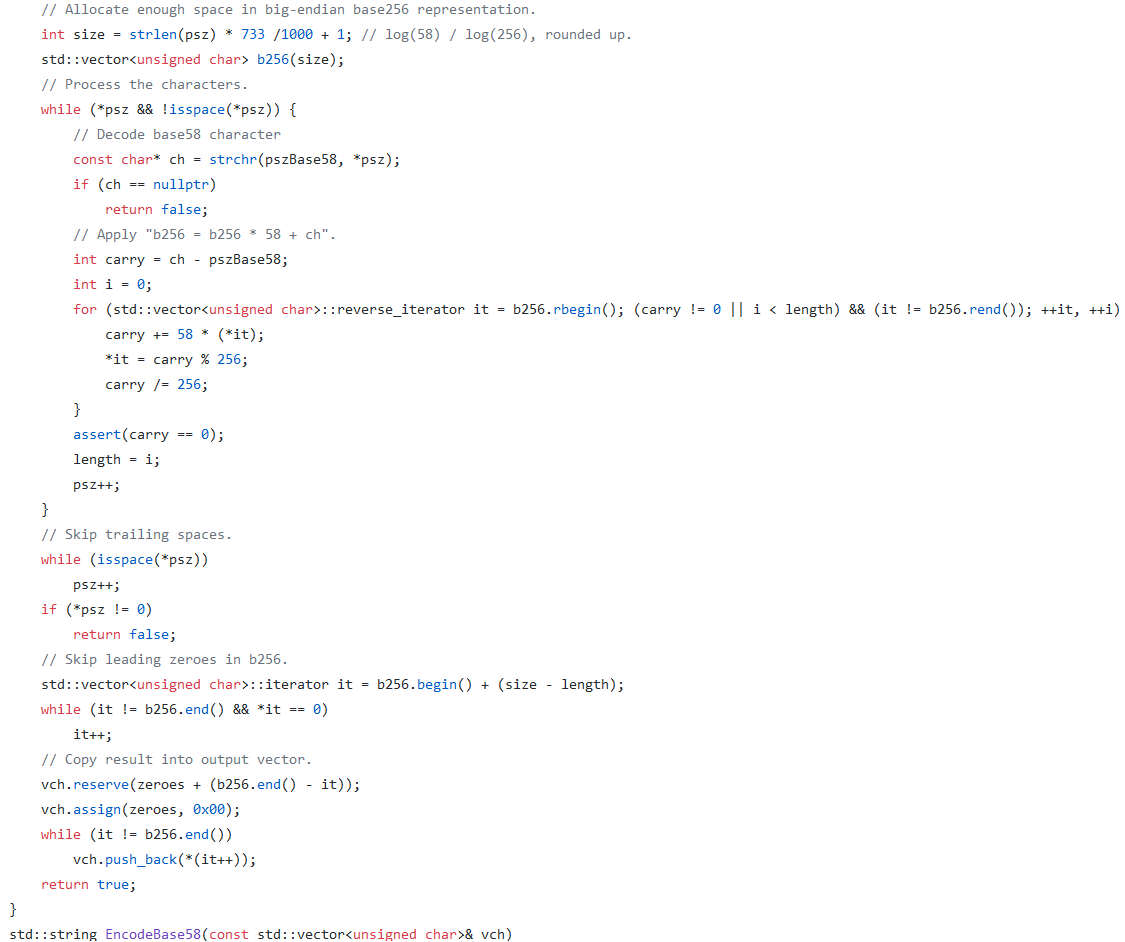 // Allocate enough space in big-endian base256 representation.
    int size = strlen(psz) * 733 /1000 + 1; // log(58) / log(256), rounded up.
    std::vector<unsigned char> b256(size);
    // Process the characters.
    while (*psz && !isspace(*psz)) {
        // Decode base58 character
        const char* ch = strchr(pszBase58, *psz);
        if (ch == nullptr)
            return false;
        // Apply "b256 = b256 * 58 + ch".
        int carry = ch - pszBase58;
        int i = 0;
        for (std::vector<unsigned char>::reverse_iterator it = b256.rbegin(); (carry != 0 || i < length) && (it != b256.rend()); ++it, ++i)
            carry += 58 * (*it);
            *it = carry % 256;
            carry /= 256;
        }
        assert(carry == 0);
        length = i;
        psz++;
    }
    // Skip trailing spaces.
    while (isspace(*psz))
        psz++;
    if (*psz != 0)
        return false;
    // Skip leading zeroes in b256.
    std::vector<unsigned char>::iterator it = b256.begin() + (size - length);
    while (it != b256.end() && *it == 0)
        it++;
    // Copy result into output vector.
    vch.reserve(zeroes + (b256.end() - it));
    vch.assign(zeroes, 0x00);
    while (it != b256.end())
        vch.push_back(*(it++));
    return true;
}
std::string EncodeBase58(const std::vector<unsigned char>& vch)